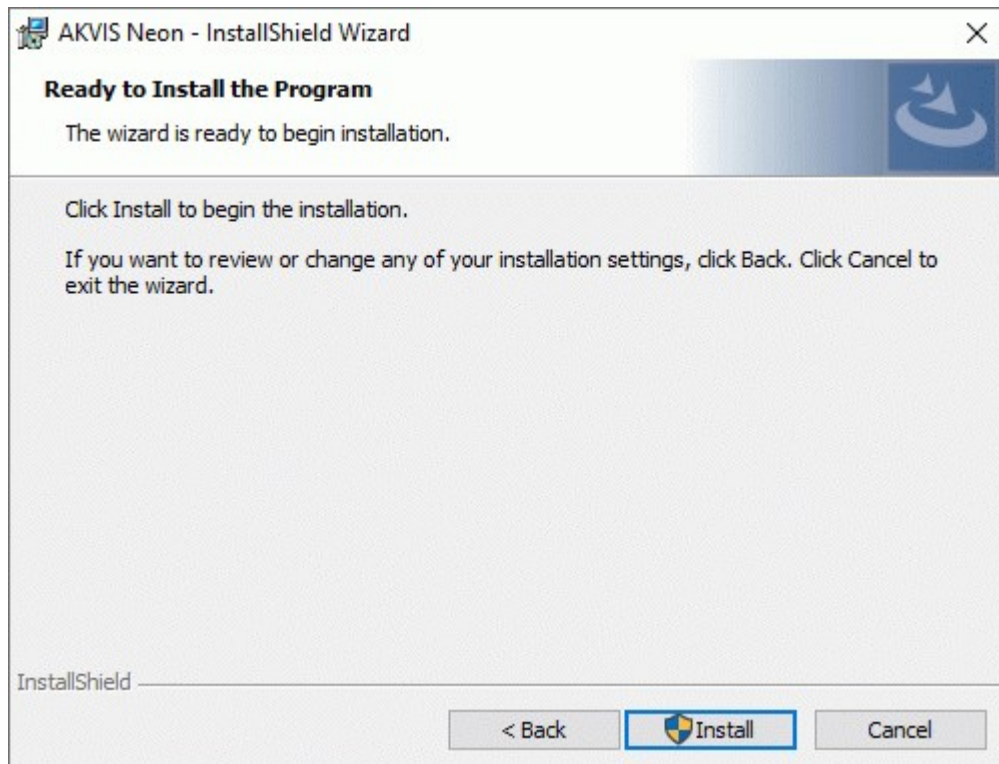 AKVIS Neon - InstallShield Wizard
Ready to Install the Program
The wizard is ready to begin installation.
Click Install to begin the installation.
If you want to review or change any of your installation settings, click Back. Click Cancel to
exit the wizard.
InstallShield
< Back
Install
Cancel